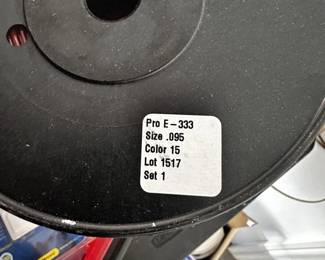 Pro E-333
Size .095
Color 15
Lot 1517
Set 1